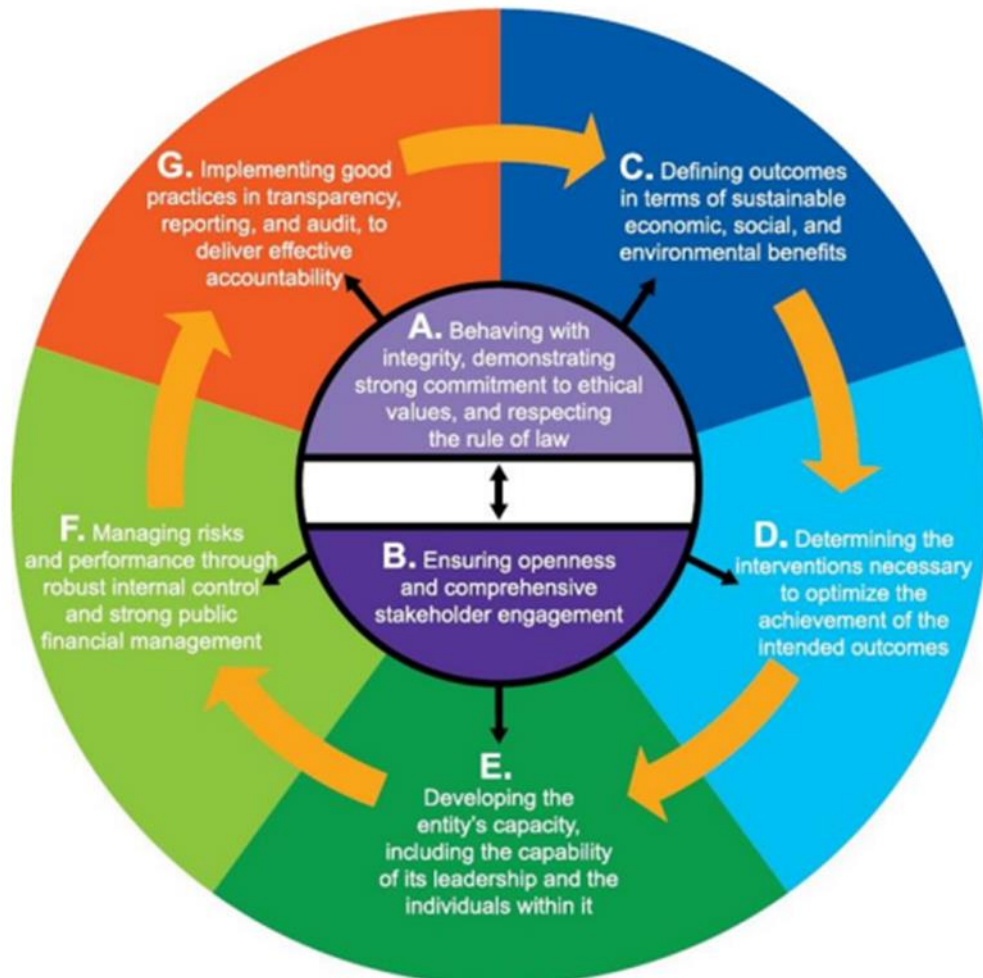 G. Implementing good
practices in transparency,
reporting, and audit, to
deliver effective
accountability
C. Defining outcomes
in terms of sustainable
economic, social, and
environmental benefits
A. Behaving with
integrity, demonstrating
strong commitment to ethical
values, and respecting
the rule of law
B. Ensuring openness
and comprehensive
stakeholder engagement
D. Determining the
interventions necessary
to optimize the
achievement of the
intended outcomes
E.
Developing the
entity's capacity,
including the capability
of its leadership and the
individuals within it
F. Managing risks
and performance through
robust internal control
and strong public
financial management